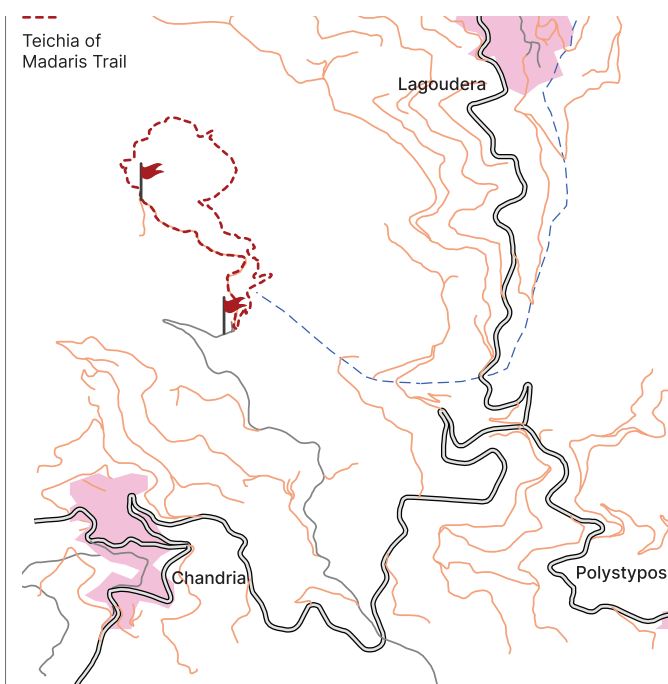 Teichia of
Madaris Trail
Lagoudera
Polystypos
Chandria